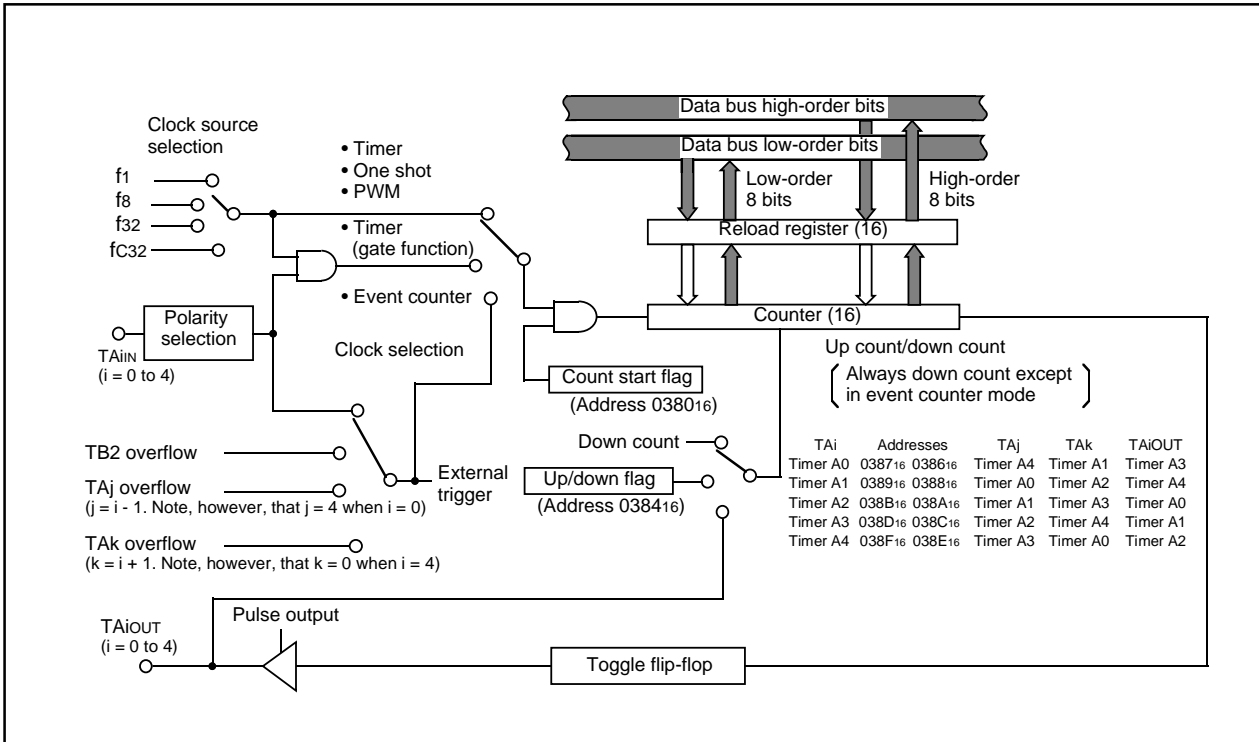 Data bus high-order bits
Data bus low-order bits
Clock source
selection
f1
f8
f32
fC32
• Timer
• One shot
• PWM
• Timer
(gate function)
• Event counter
Low-order
8 bits
High-order
8 bits
Reload register (16)
Counter (16)
Polarity
selection
TAiIN
(i = 0 to 4)
Clock selection
Up count/down count
Always down count except
in event counter mode
Count start flag
(Address 038016)
TB2 overflow
TAj overflow
(j = i - 1. Note, however, that j = 4 when i = 0)
TAk overflow
(k = i + 1. Note, however, that k = 0 when i = 4)
External
trigger
Down count
Up/down flag
(Address 038416)
TAi Addresses TAj TAk TAiOUT
Timer A0 038716 038616 Timer A4 Timer A1 Timer A3
Timer A1 038916 038816 Timer A0 Timer A2 Timer A4
Timer A2 038B16 038A16 Timer A1 Timer A3 Timer A0
Timer A3 038D16 038C16 Timer A2 Timer A4 Timer A1
Timer A4 038F16 038E16 Timer A3 Timer A0 Timer A2
Pulse output
TAiOUT
(i = 0 to 4)
Toggle flip-flop